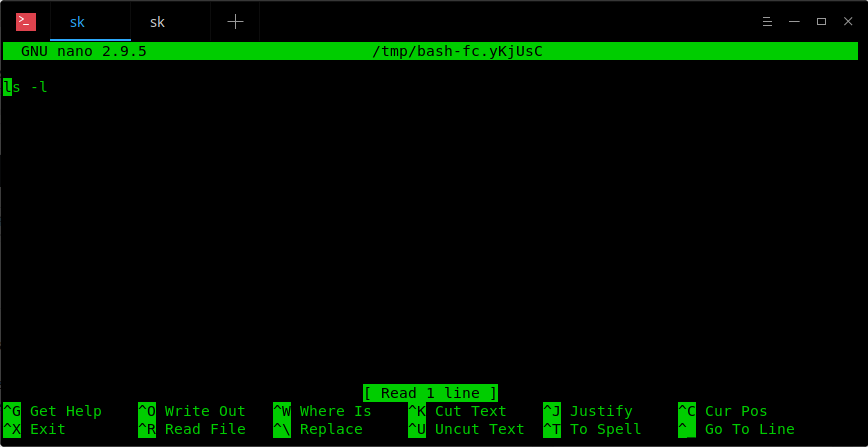 sk sk
GNU nano 2.9.5 /tmp/bash-fc.yKjUsC
ls -l
[ Read 1 line ]
^G Get Help ^O Write Out ^W Where Is ^K Cut Text ^J Justify ^C Cur Pos
^X Exit ^R Read File ^\ Replace ^U Uncut Text ^T To Spell ^_ Go To Line